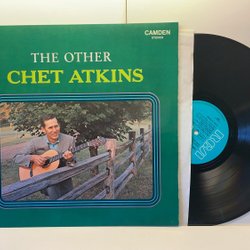 CAMDEN
STEREO
THE OTHER
CHET ATKINS
RCA